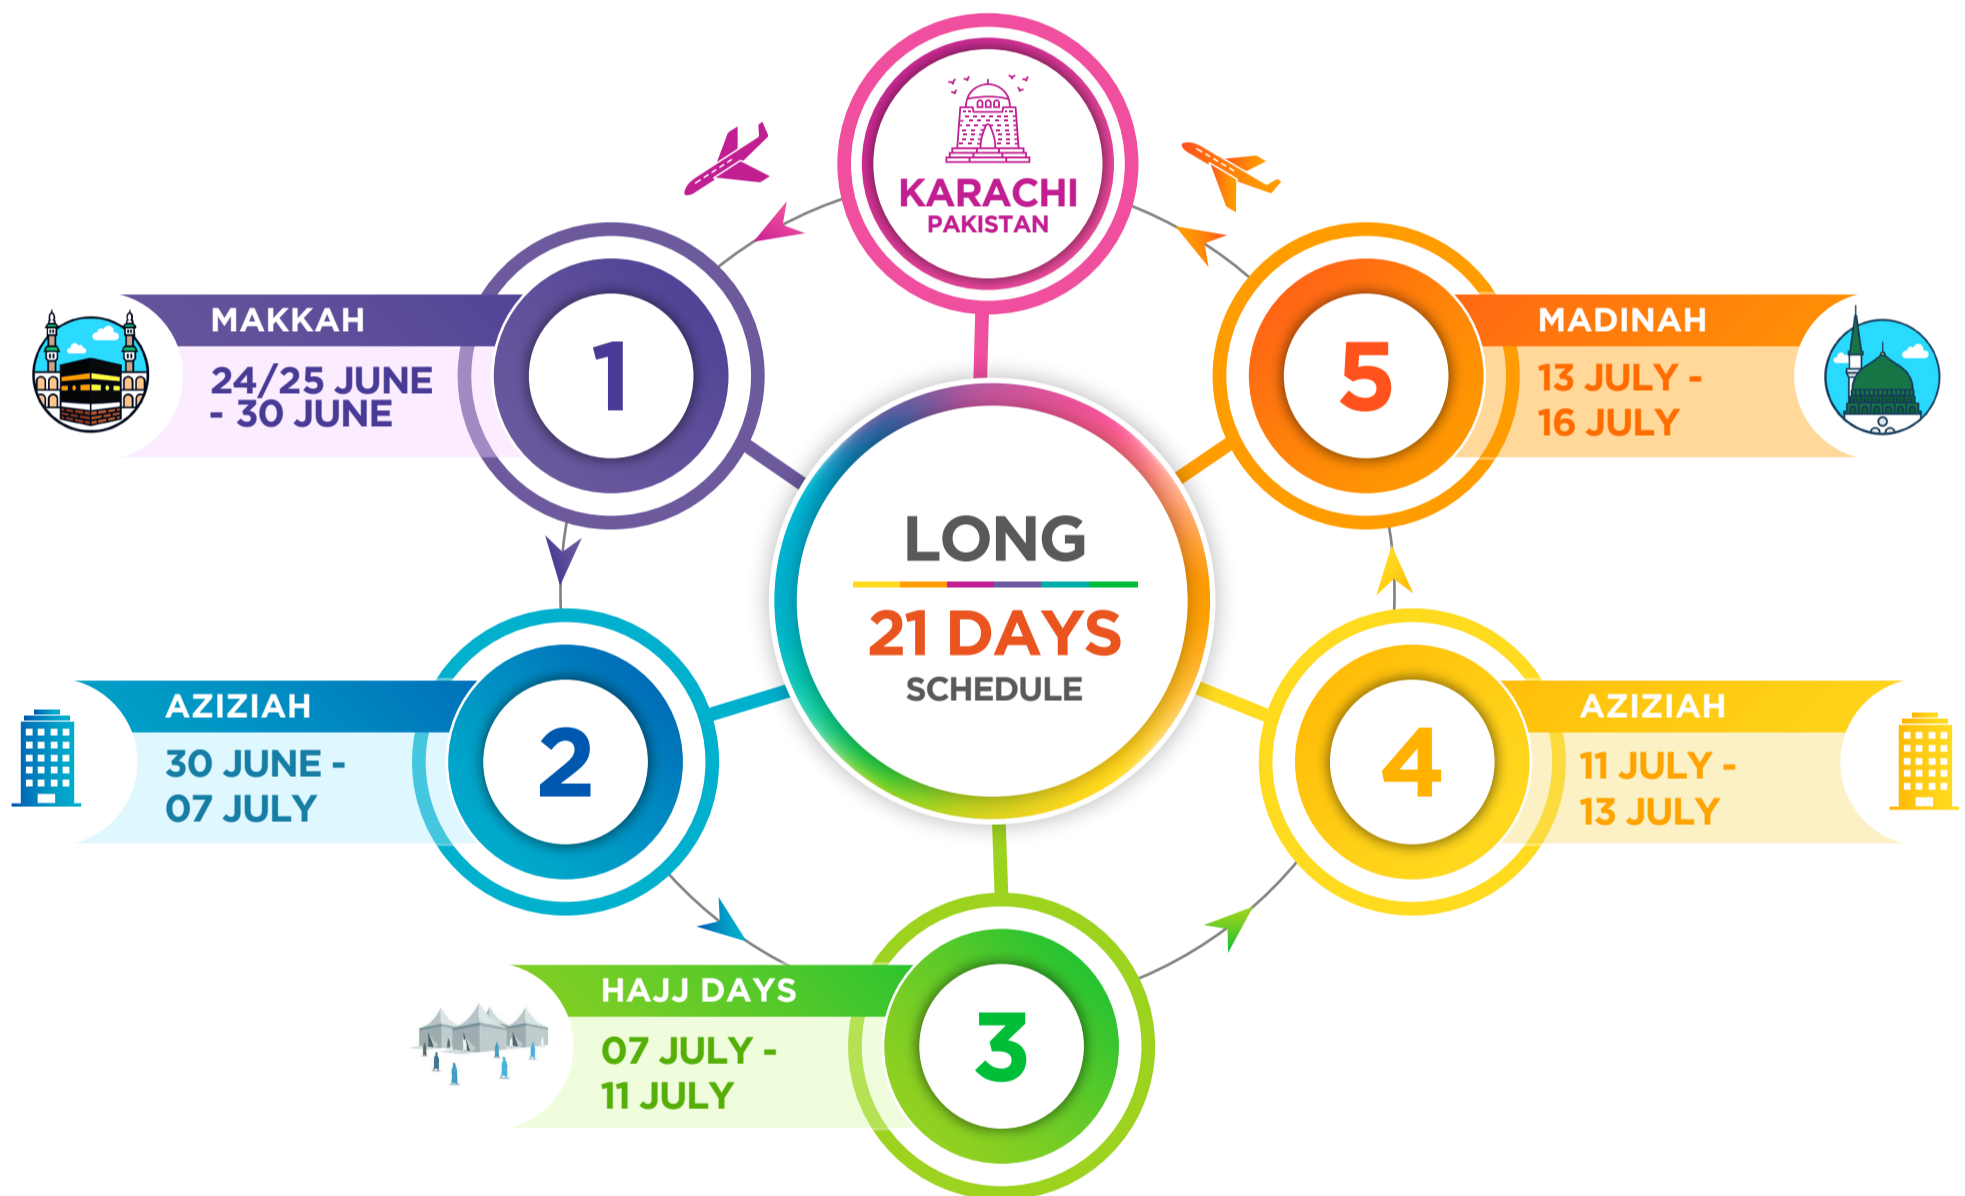 KARACHI
PAKISTAN
1
MAKKAH
24/25 JUNE
- 30 JUNE
5
MADINAH
13 JULY -
16 JULY
LONG
21 DAYS
SCHEDULE
2
AZIZIAH
30 JUNE -
07 JULY
4
AZIZIAH
11 JULY -
13 JULY
3
HAJJ DAYS
07 JULY -
11 JULY